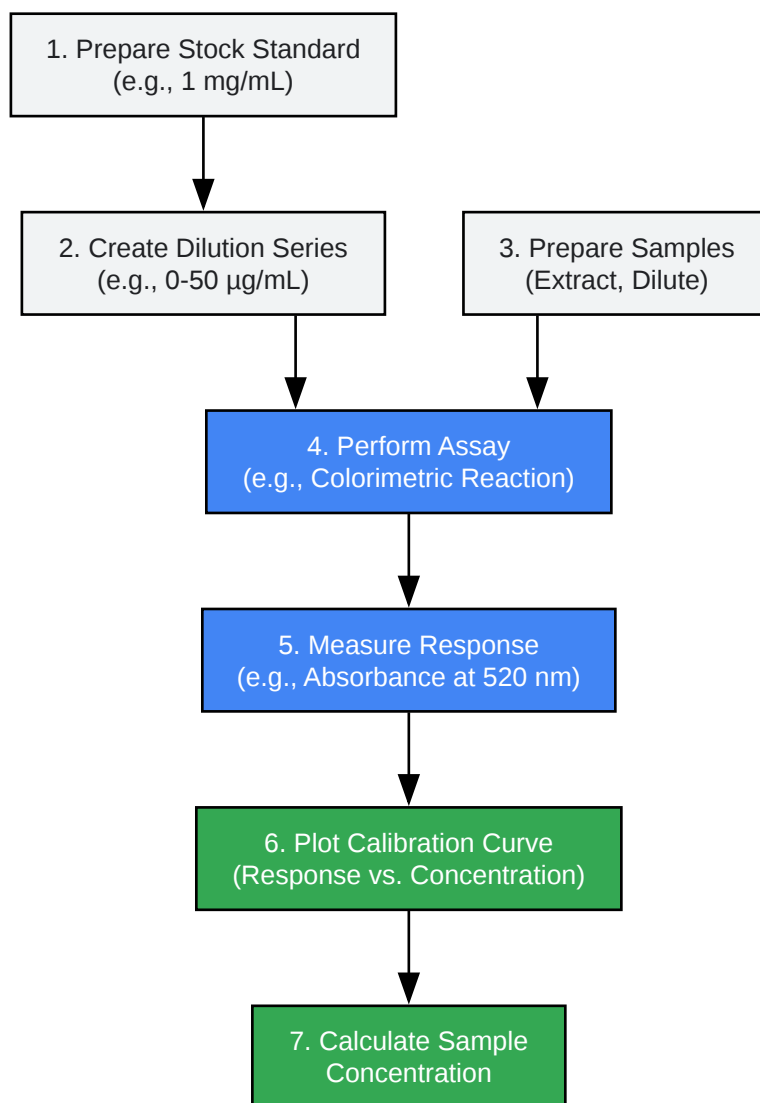 1. Prepare Stock Standard
(e.g., 1 mg/mL)
2. Create Dilution Series
(e.g., 0-50 µg/mL)
3. Prepare Samples
(Extract, Dilute)
4. Perform Assay
(e.g., Colorimetric Reaction)
5. Measure Response
(e.g., Absorbance at 520 nm)
6. Plot Calibration Curve
(Response vs. Concentration)
7. Calculate Sample
Concentration